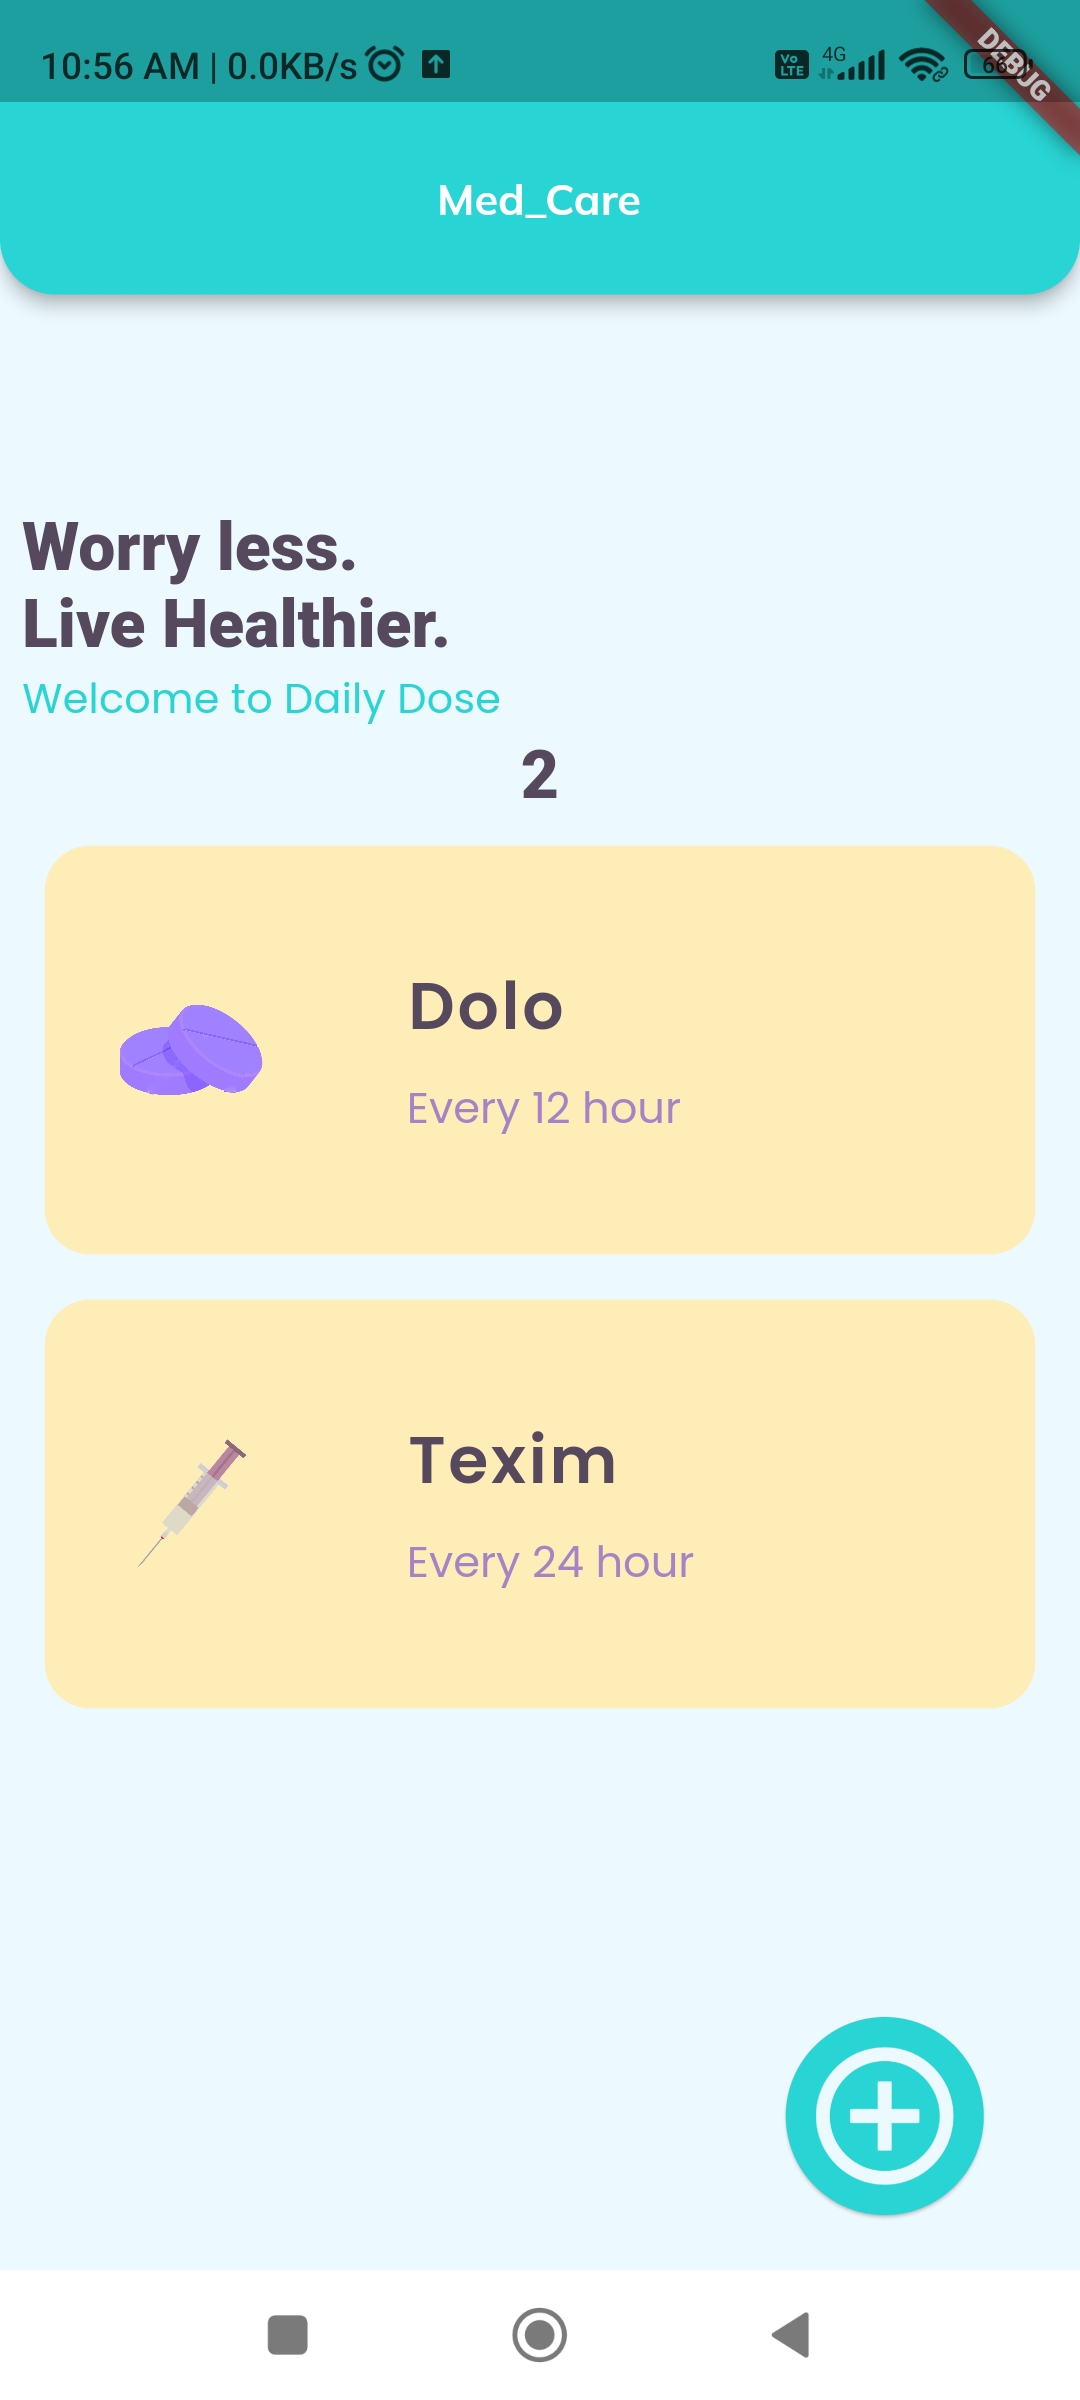 10:56 AM | 0.0KB/s
Vo LTE
4G
66
DEBUG
Med_Care
Worry less.
Live Healthier.
Welcome to Daily Dose
2
Dolo
Every 12 hour
Texim
Every 24 hour